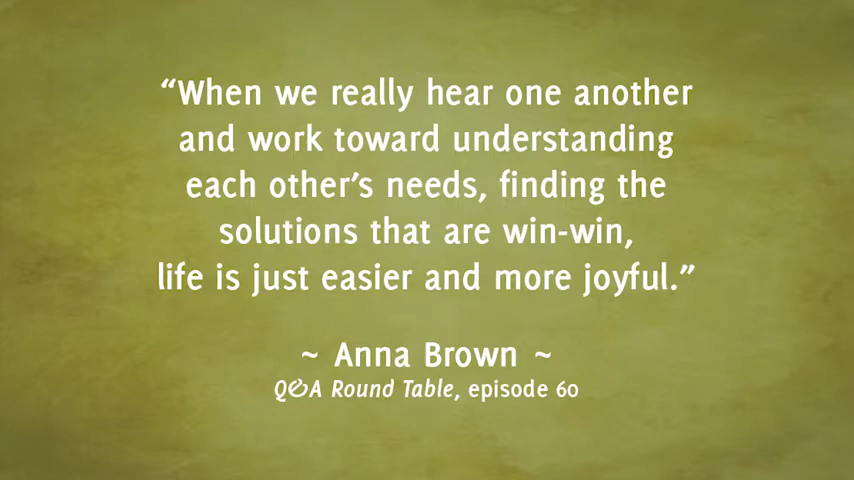 “When we really hear one another
and work toward understanding
each other’s needs, finding the
solutions that are win-win,
life is just easier and more joyful.”
~ Anna Brown ~
Q&A Round Table, episode 60